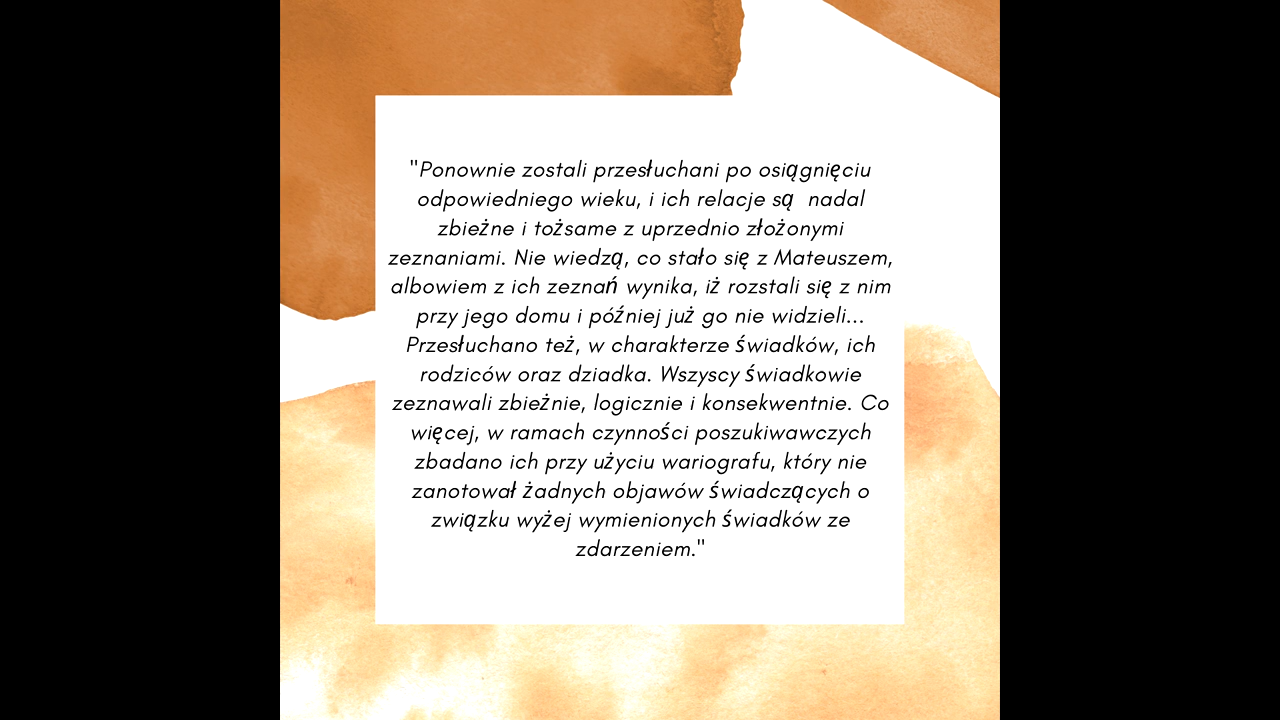 "Ponownie zostali przesłuchani po osiągnięciu
odpowiedniego wieku, i ich relacje są  nadal
zbieżne i tożsame z uprzednio złożonymi
zeznaniami. Nie wiedzą, co stało się z Mateuszem,
albowiem z ich zeznań wynika, iż rozstali się z nim
przy jego domu i później już go nie widzieli...
Przesłuchano też, w charakterze świadków, ich
rodziców oraz dziadka. Wszyscy świadkowie
zeznawali zbieżnie, logicznie i konsekwentnie. Co
więcej, w ramach czynności poszukiwawczych
zbadano ich przy użyciu wariografu, który nie
zanotował żadnych objawów świadczących o
związku wyżej wymienionych świadków ze
zdarzeniem."